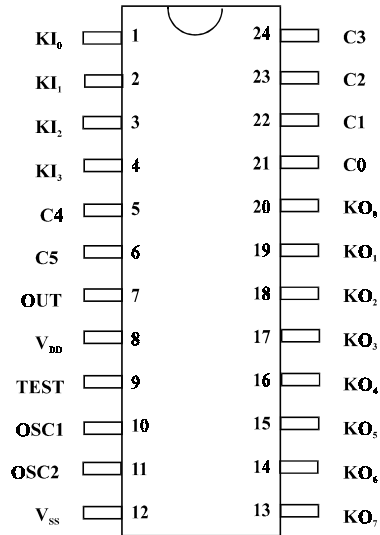 KI₀ 1 24 C3
KI₁ 2 23 C2
KI₂ 3 22 C1
KI₃ 4 21 C0
C4 5 20 KO₀
C5 6 19 KO₁
OUT 7 18 KO₂
V_DD 8 17 KO₃
TEST 9 16 KO₄
OSC1 10 15 KO₅
OSC2 11 14 KO₆
V_SS 12 13 KO₇